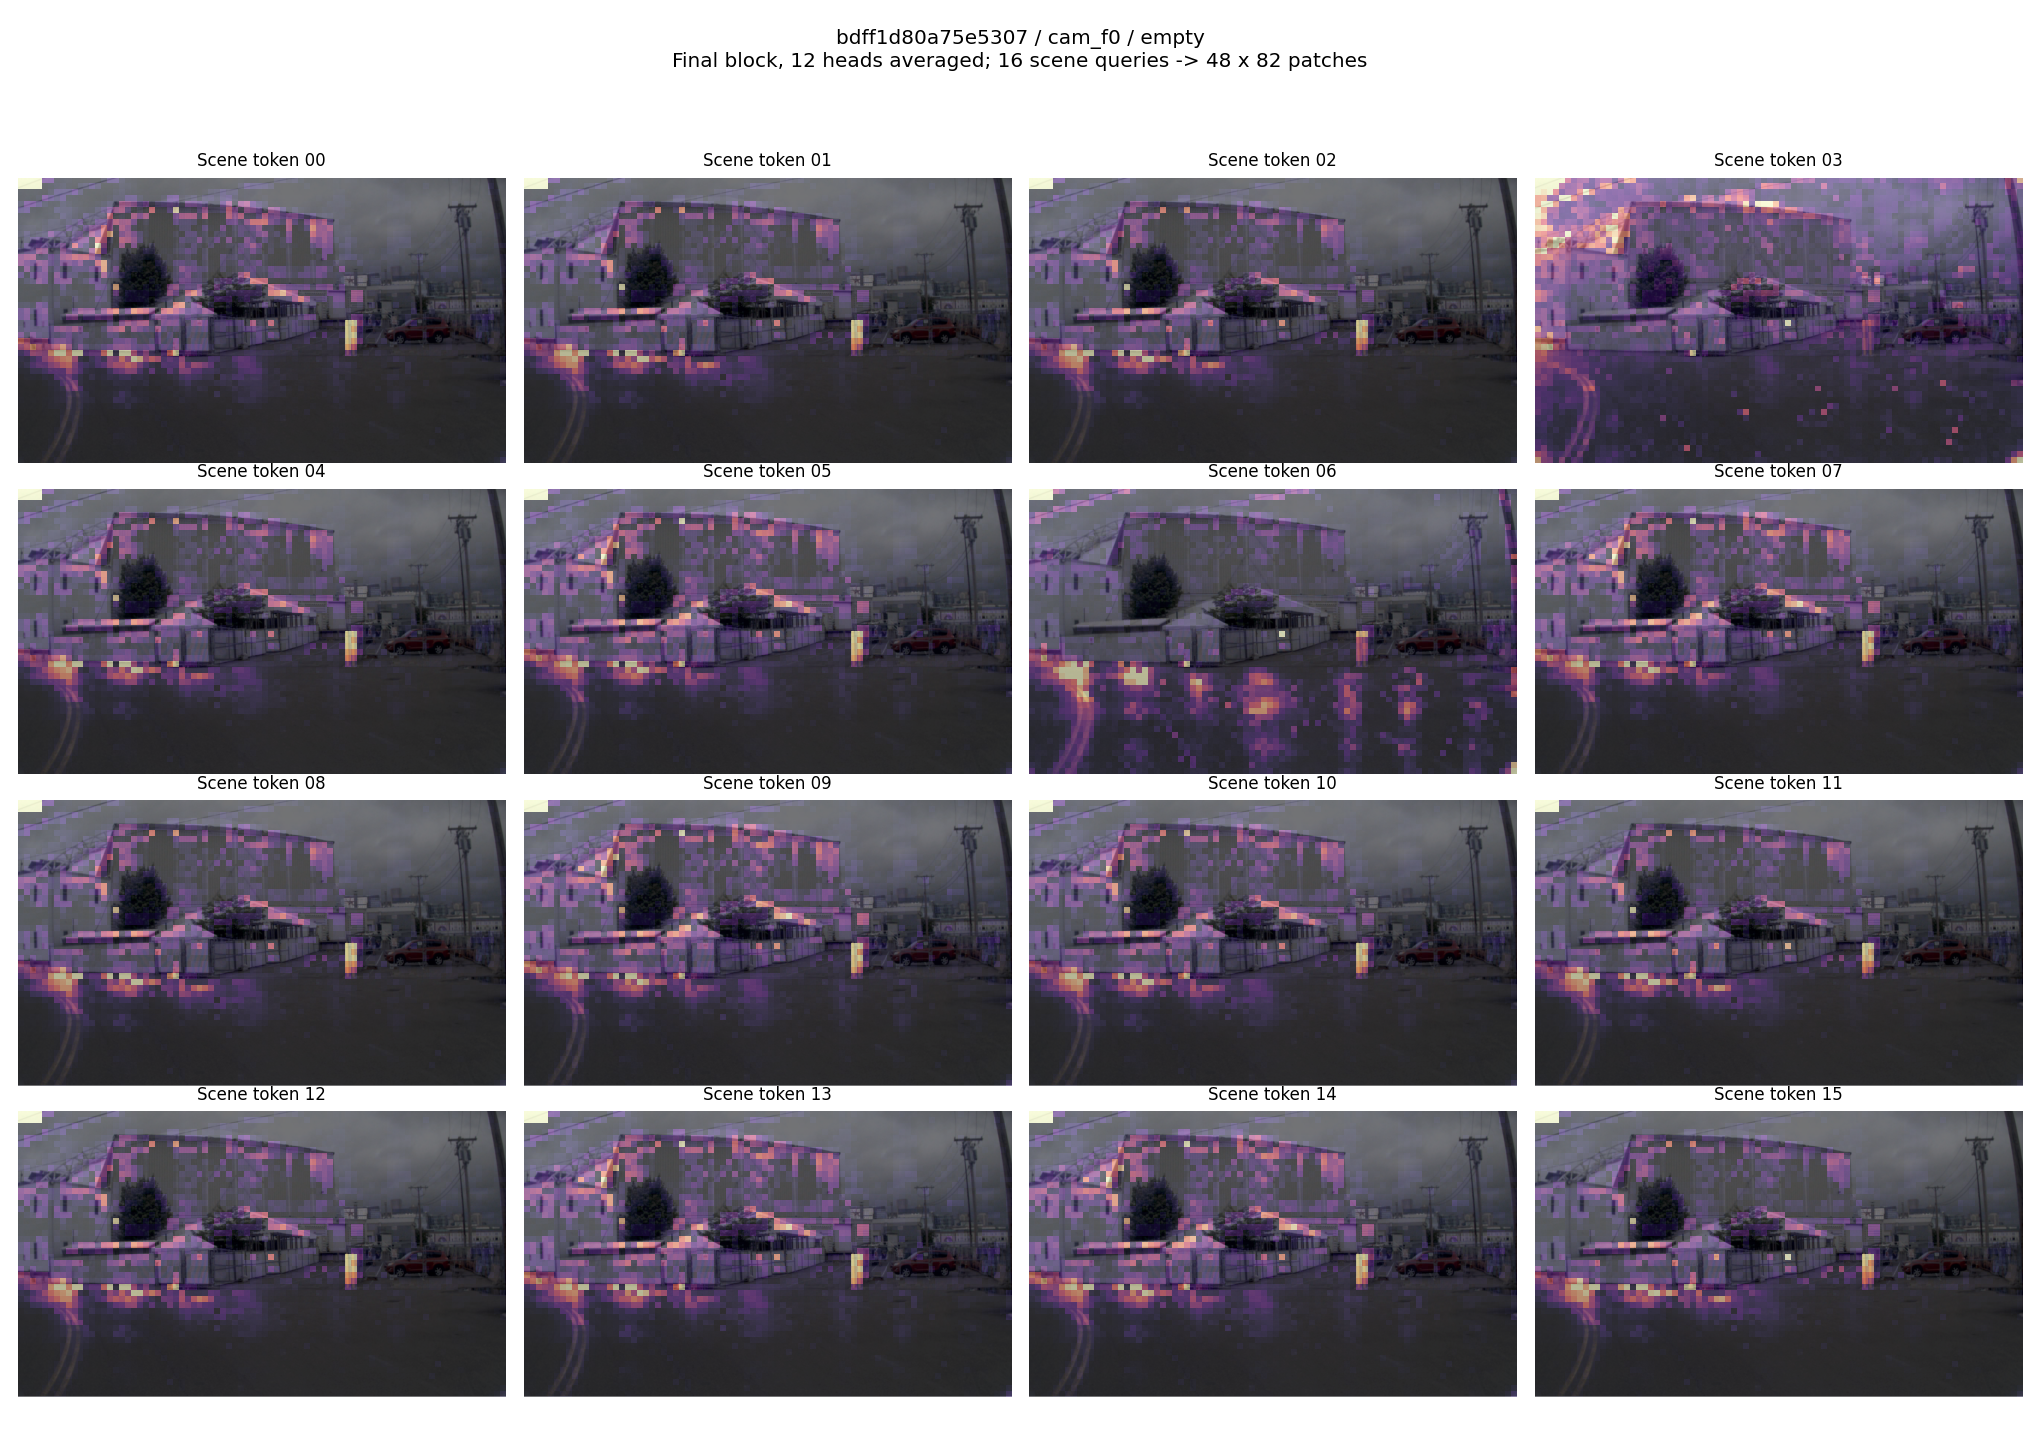 bdff1d80a75e5307 / cam_f0 / empty
Final block, 12 heads averaged; 16 scene queries -> 48 x 82 patches
Scene token 00
Scene token 01
Scene token 02
Scene token 03
Scene token 04
Scene token 05
Scene token 06
Scene token 07
Scene token 08
Scene token 09
Scene token 10
Scene token 11
Scene token 12
Scene token 13
Scene token 14
Scene token 15